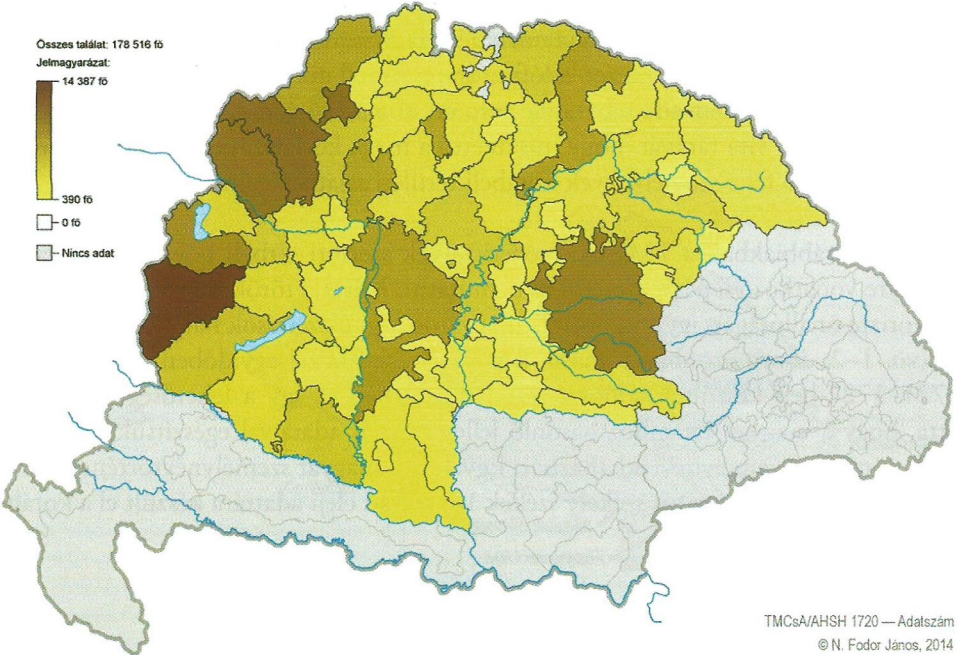 Összes találat: 178 516 fő
Jelmagyarázat:
14 387 fő
390 fő
0 fő
Nincs adat
TMCsA/AHSH 1720 — Adatszám
© N. Fodor János, 2014